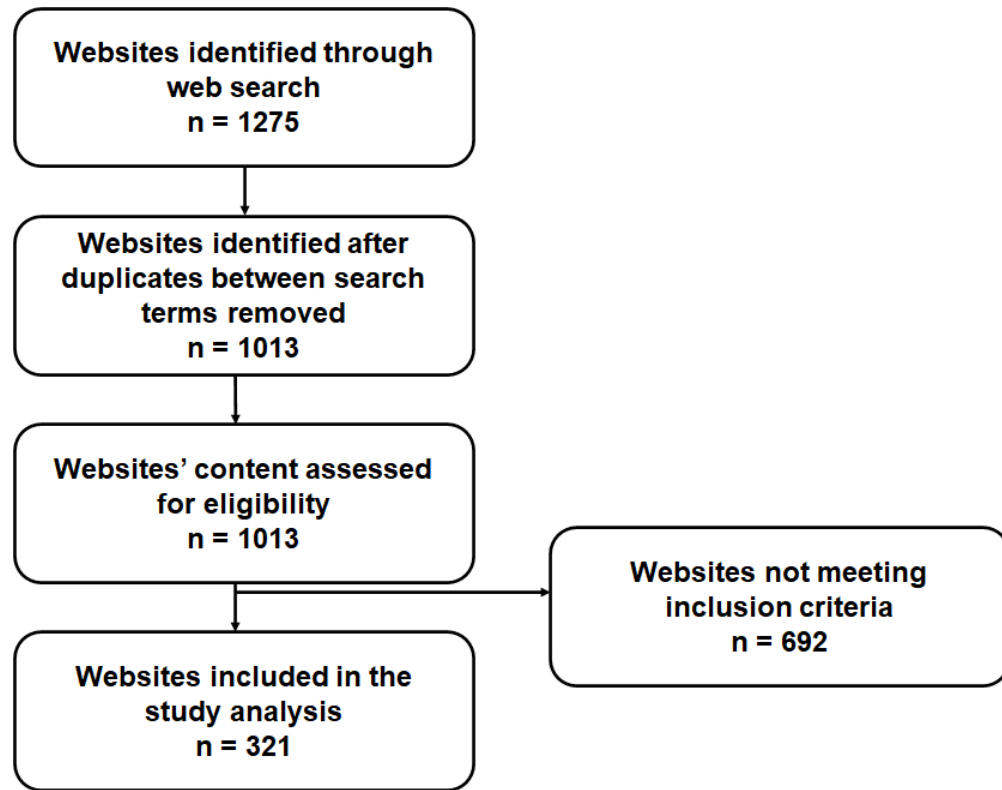 Websites identified through
web search
n = 1275
Websites identified after
duplicates between search
terms removed
n = 1013
Websites’ content assessed
for eligibility
n = 1013
Websites not meeting
inclusion criteria
n = 692
Websites included in the
study analysis
n = 321